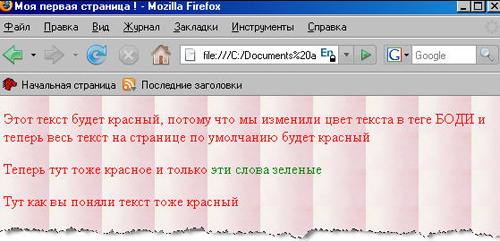 Моя первая страница ! - Mozilla Firefox
Файл Правка Вид Журнал Закладки Инструменты Справка
file:///C:/Documents%20a En G Google
Начальная страница Последние заголовки
Этот текст будет красный, потому что мы изменили цвет текста в теге БОДИ и
теперь весь текст на странице по умолчанию будет красный
Теперь тут тоже красное и только эти слова зеленые
Тут как вы поняли текст тоже красный